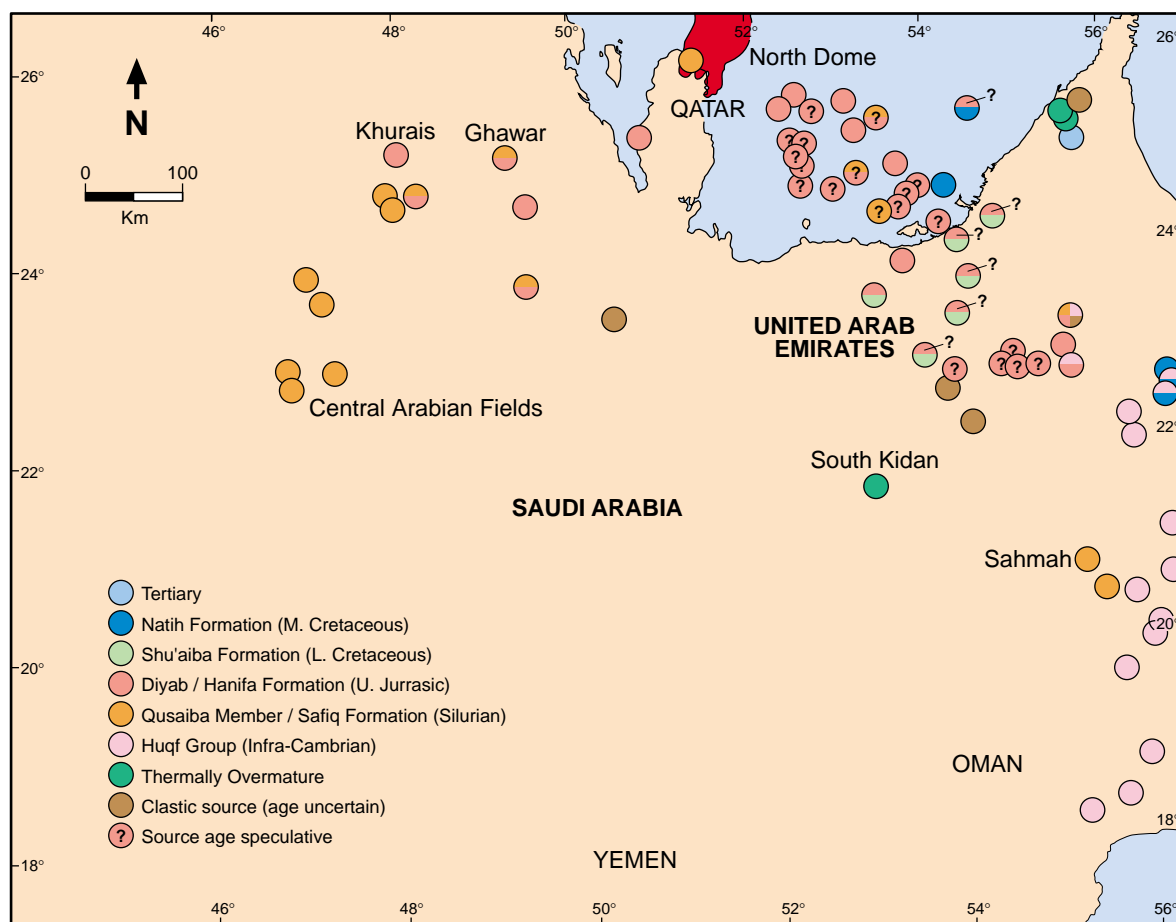 46° 48° 50° 52° 54° 56° 26°
26°
North Dome
N
QATAR
?
Khurais
Ghawar
0 100
Km
? ? ?
? ? ?
? ? ?
? ? ? ?
? ? ? ?
?
?
24°
24°
?
?
UNITED ARAB
EMIRATES
?
? ? ? ? ? ?
Central Arabian Fields
22°
22°
South Kidan
SAUDI ARABIA
Sahmah
Tertiary
Natih Formation (M. Cretaceous)
20°
Shu'aiba Formation (L. Cretaceous)
20°
Diyab / Hanifa Formation (U. Jurrasic)
Qusaiba Member / Safiq Formation (Silurian)
Huqf Group (Infra-Cambrian)
OMAN
Thermally Overmature
Clastic source (age uncertain)
18°
? Source age speculative
YEMEN
18°
46° 48° 50° 52° 54° 56°